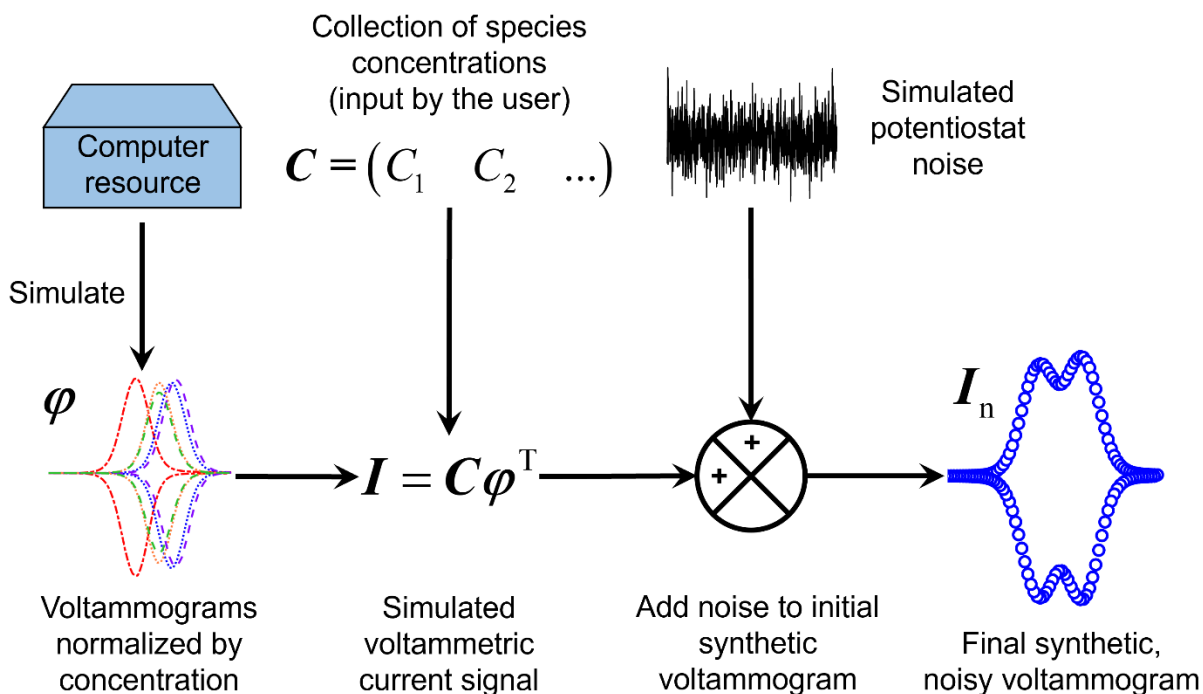 Collection of species
concentrations
(input by the user)
C = (C₁ C₂ ...)
Computer
resource
Simulated
potentiostat
noise
Simulate
φ
I = Cφᵀ
+
+
Iₙ
Voltammograms
normalized by
concentration
Simulated
voltammetric
current signal
Add noise to initial
synthetic
voltammogram
Final synthetic,
noisy voltammogram